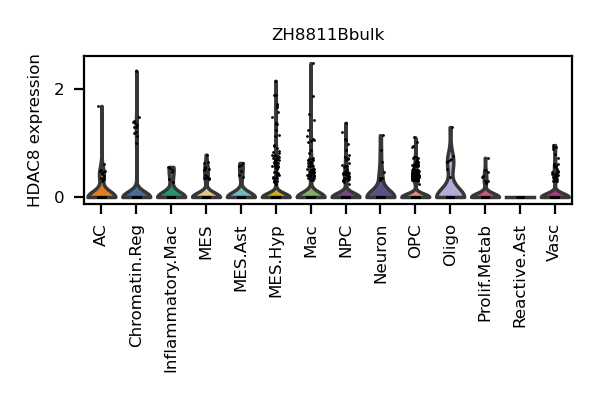 ZH8811Bbulk
HDAC8 expression
2
0
AC
Chromatin.Reg
Inflammatory.Mac
MES
MES.Ast
MES.Hyp
Mac
NPC
Neuron
OPC
Oligo
Prolif.Metab
Reactive.Ast
Vasc